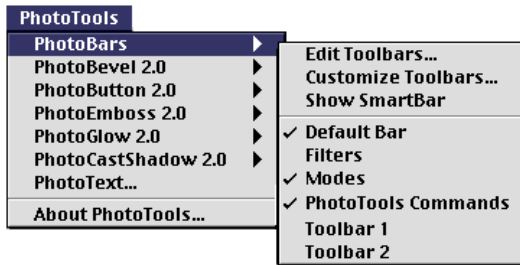 PhotoTools
PhotoBars
PhotoBevel 2.0
PhotoButton 2.0
PhotoEmboss 2.0
PhotoGlow 2.0
PhotoCastShadow 2.0
PhotoText...
About PhotoTools...
Edit Toolbars...
Customize Toolbars...
Show SmartBar
✓ Default Bar
Filters
✓ Modes
✓ PhotoTools Commands
Toolbar 1
Toolbar 2